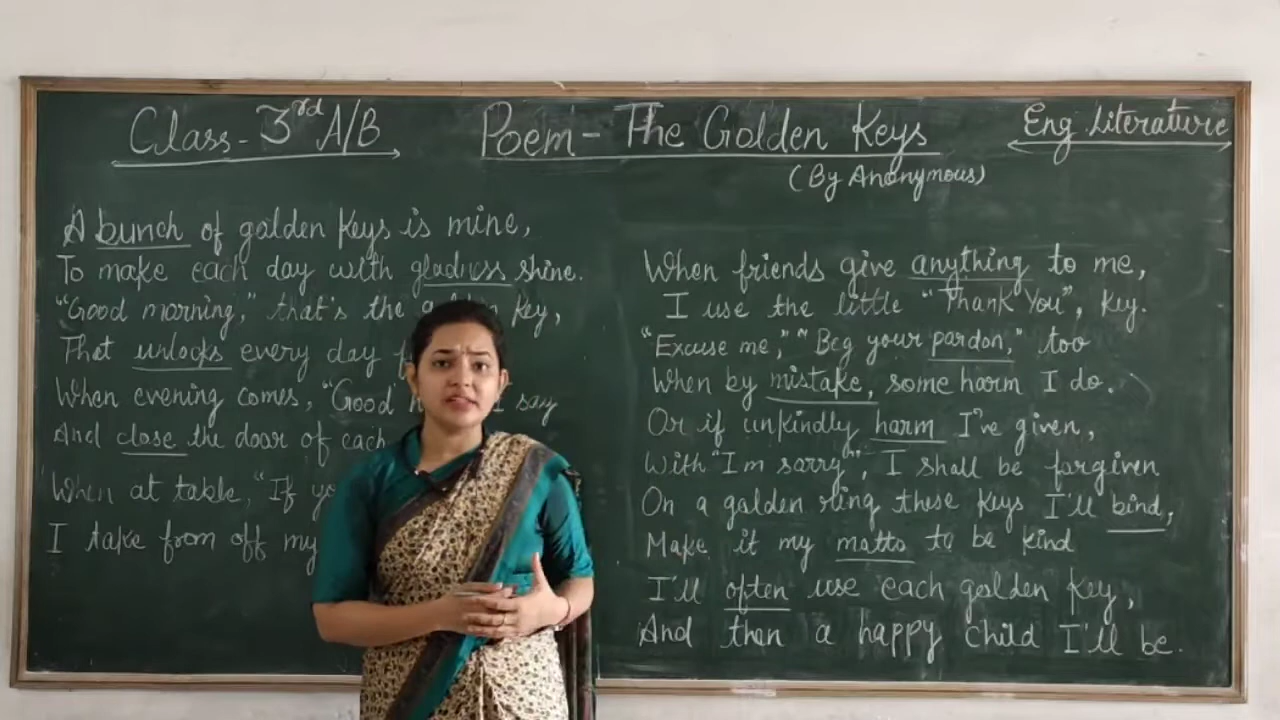 Class - 3rd A/B
Poem - The Golden Keys
Eng. Literature
(By Anonymous)
A bunch of golden keys is mine,
To make each day with gladness shine.
"Good morning," that's the golden key,
That unlocks every day
When evening comes, "Good I say
And close the door of each
When at table, "If
I take from off my
When friends give anything to me,
I use the little "Thank You", key.
"Excuse me," "Beg your pardon," too
When by mistake, some harm I do.
Or if unkindly harm I've given,
With "I'm sorry", I shall be forgiven
On a golden ring these keys I'll bind,
Make it my motto to be kind
I'll often use each golden key,
And then a happy child I'll be.